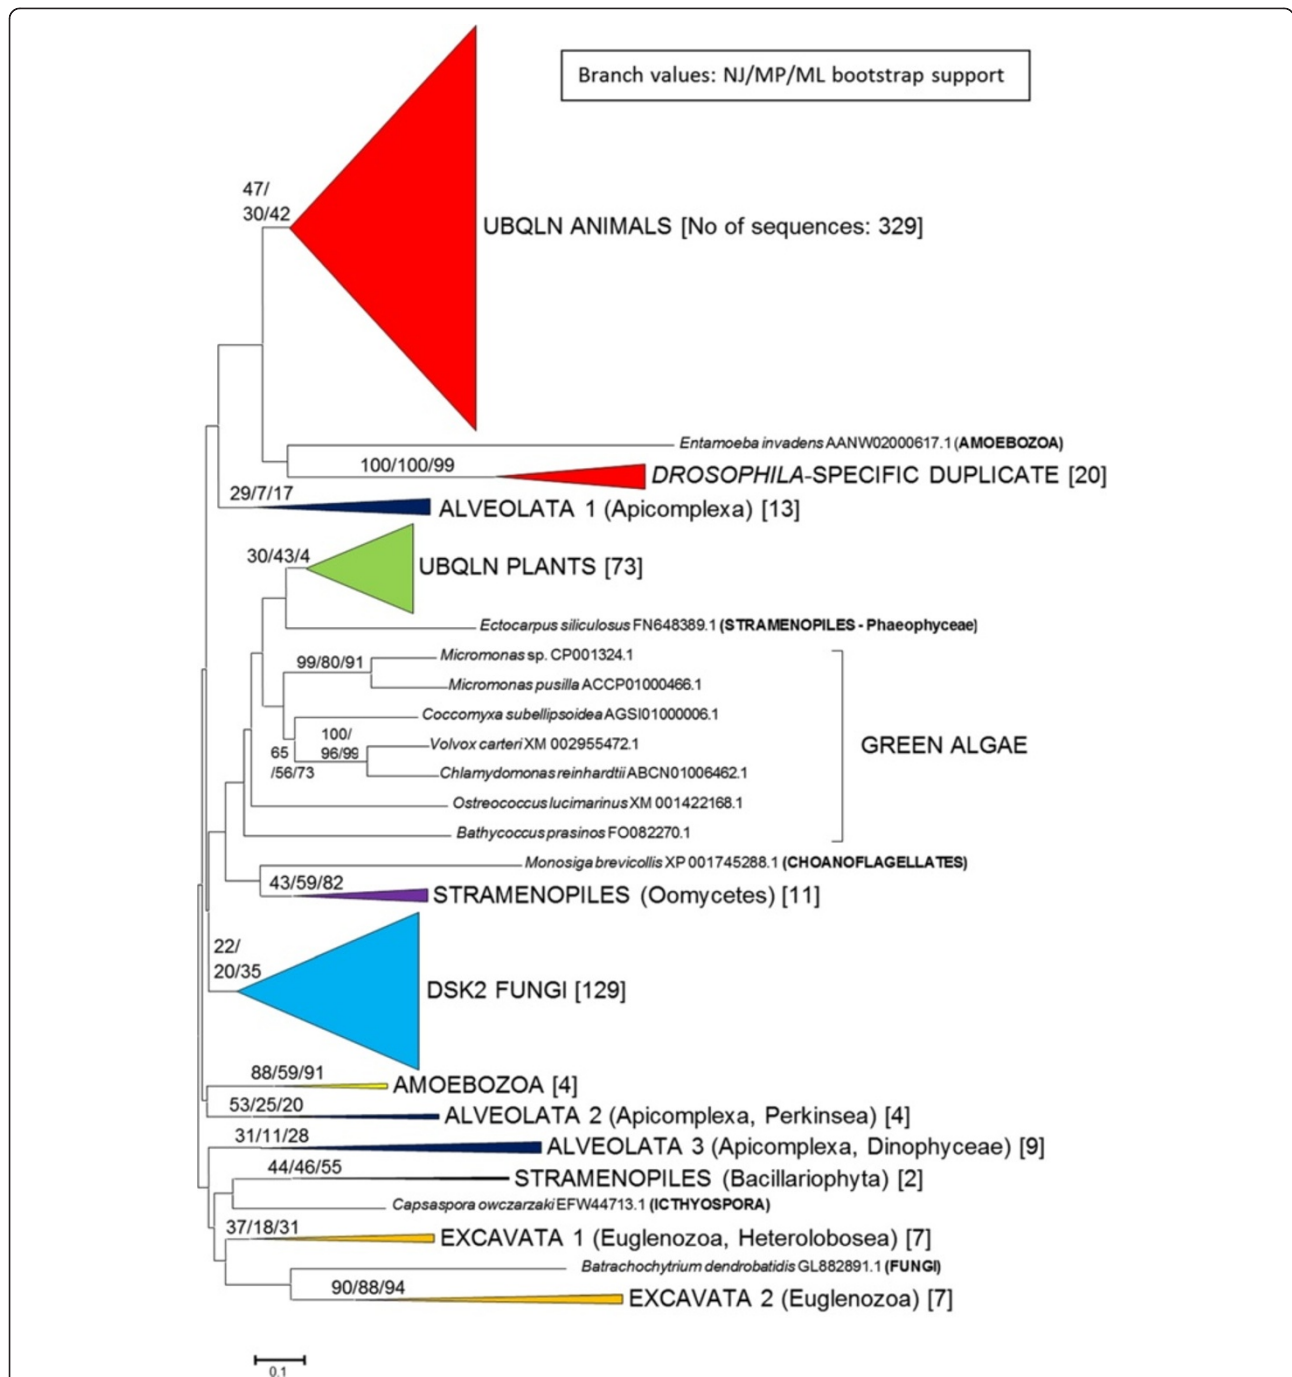 Branch values: NJ/MP/ML bootstrap support
47/
30/42
UBQLN ANIMALS [No of sequences: 329]
Entamoeba invadens AANW02000617.1 (AMOEBOZOA)
100/100/99
DROSOPHILA-SPECIFIC DUPLICATE [20]
29/7/17
ALVEOLATA 1 (Apicomplexa) [13]
30/43/4
UBQLN PLANTS [73]
Ectocarpus siliculosus FN648389.1 (STRAMENOPILES - Phaeophyceae)
99/80/91
Micromonas sp. CP001324.1
Micromonas pusilla ACCP01000466.1
Coccomyxa subellipsoidea AGSI01000006.1
100/
96/99
Volvox carteri XM 002955472.1
GREEN ALGAE
65
/56/73
Chlamydomonas reinhardtii ABCN01006462.1
Ostreococcus lucimarinus XM 001422168.1
Bathycoccus prasinos FO082270.1
Monosiga brevicollis XP 001745288.1 (CHOANOFLAGELLATES)
43/59/82
STRAMENOPILES (Oomycetes) [11]
22/
20/35
DSK2 FUNGI [129]
88/59/91
AMOEBOZOA [4]
53/25/20
ALVEOLATA 2 (Apicomplexa, Perkinsea) [4]
31/11/28
ALVEOLATA 3 (Apicomplexa, Dinophyceae) [9]
44/46/55
STRAMENOPILES (Bacillariophyta) [2]
Capsaspora owczarzaki EFW44713.1 (ICTHYOSPORA)
37/18/31
EXCAVATA 1 (Euglenozoa, Heterolobosea) [7]
Batrachochytrium dendrobatidis GL882891.1 (FUNGI)
90/88/94
EXCAVATA 2 (Euglenozoa) [7]
0.1